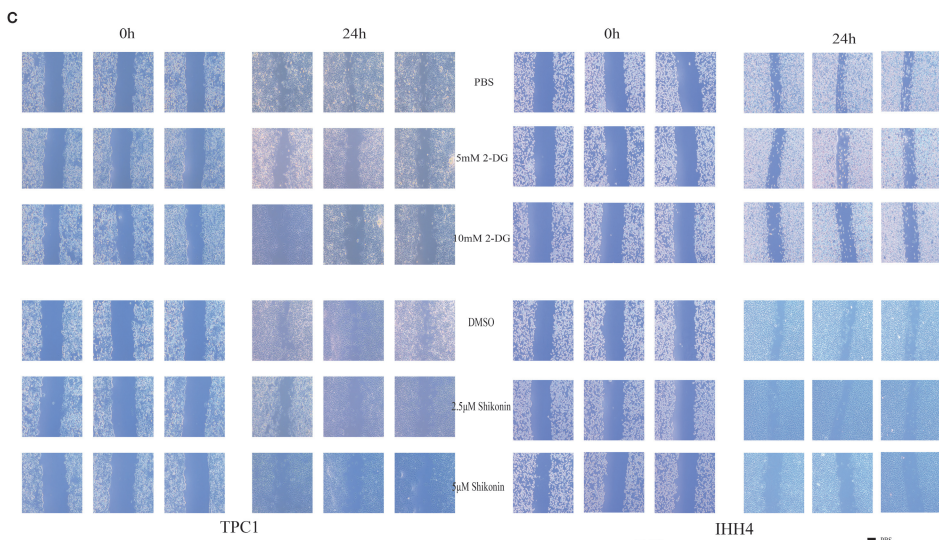 C
0h 24h 0h 24h
PBS
5mM 2-DG
10mM 2-DG
DMSO
2.5μM Shikonin
5μM Shikonin
TPC1 IHH4
PBS